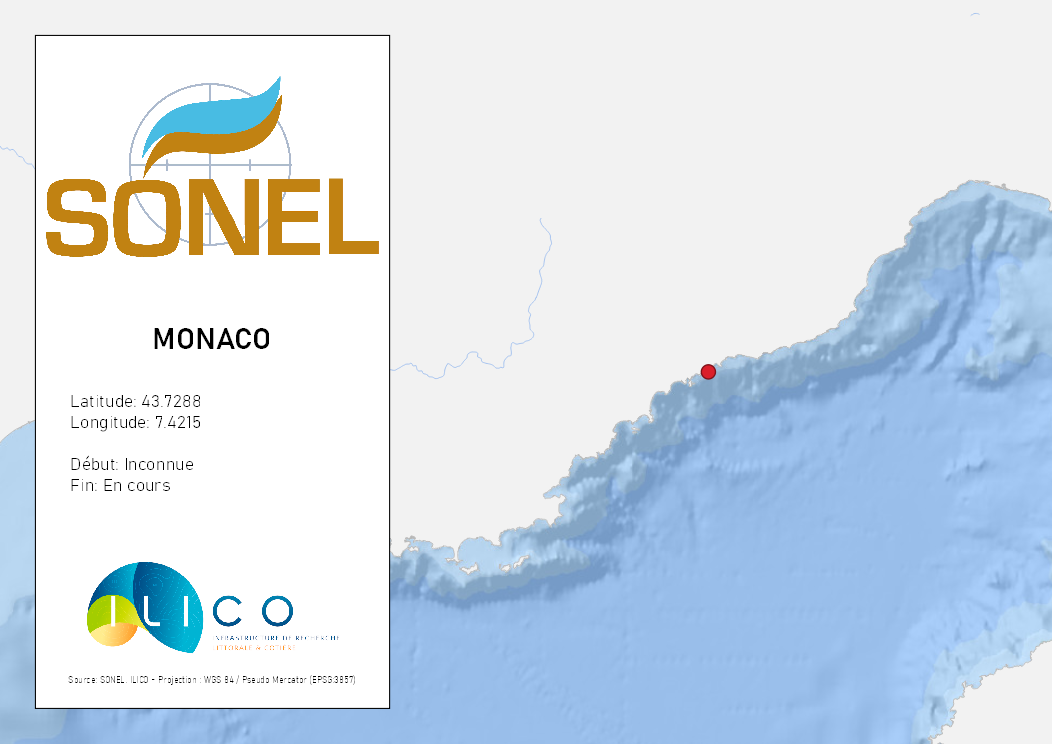 SONEL
MONACO
Latitude: 43.7288
Longitude: 7.4215
Début: Inconnue
Fin: En cours
ILICO
INFRASTRUCTURE DE RECHERCHE
LITTORALE & CÔTIÈRE
Source: SONEL, ILICO - Projection : WGS 84 / Pseudo Mercator (EPSG:3857)